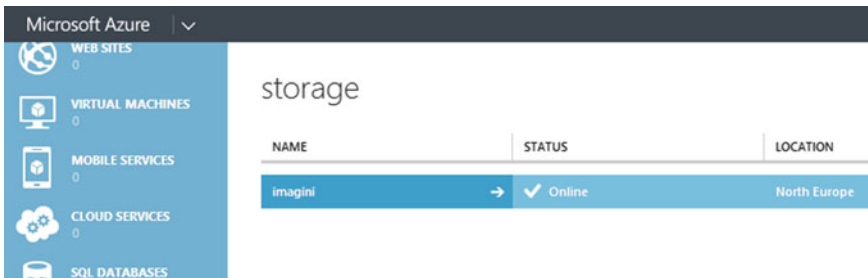 Microsoft Azure
WEB SITES
0
VIRTUAL MACHINES
0
MOBILE SERVICES
0
CLOUD SERVICES
0
SQL DATABASES
storage
NAME STATUS LOCATION
imagini Online North Europe